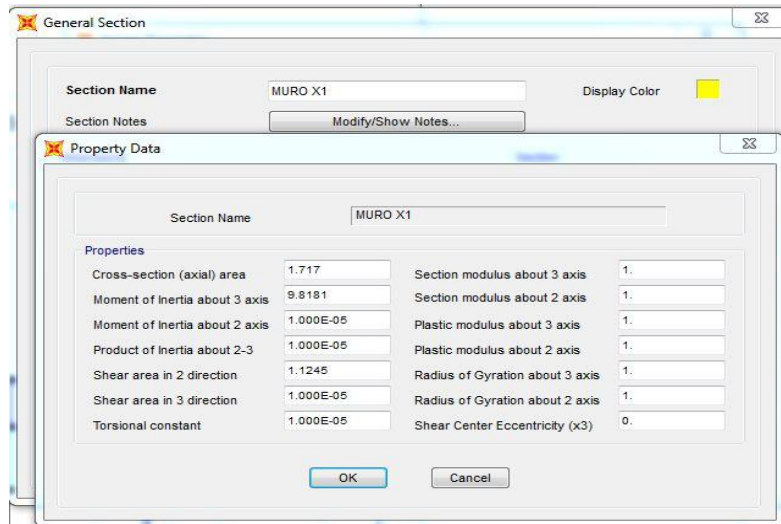 General Section
Section Name MURO X1 Display Color
Section Notes Modify/Show Notes...
Property Data
Section Name MURO X1
Properties
Cross-section (axial) area 1.717 Section modulus about 3 axis 1.
Moment of Inertia about 3 axis 9.8181 Section modulus about 2 axis 1.
Moment of Inertia about 2 axis 1.000E-05 Plastic modulus about 3 axis 1.
Product of Inertia about 2-3 1.000E-05 Plastic modulus about 2 axis 1.
Shear area in 2 direction 1.1245 Radius of Gyration about 3 axis 1.
Shear area in 3 direction 1.000E-05 Radius of Gyration about 2 axis 1.
Torsional constant 1.000E-05 Shear Center Eccentricity (x3) 0.
OK Cancel